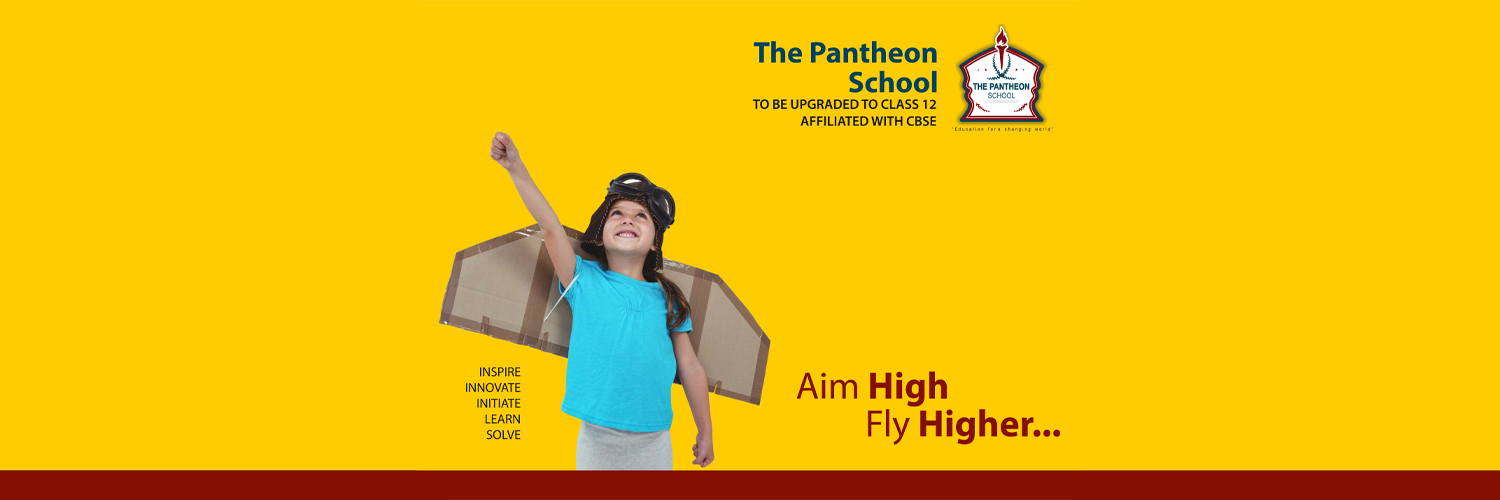 The Pantheon
School
TO BE UPGRADED TO CLASS 12
AFFILIATED WITH CBSE
THE PANTHEON
SCHOOL
"Education for a changing world"
INSPIRE
INNOVATE
INITIATE
LEARN
SOLVE
Aim High
Fly Higher...